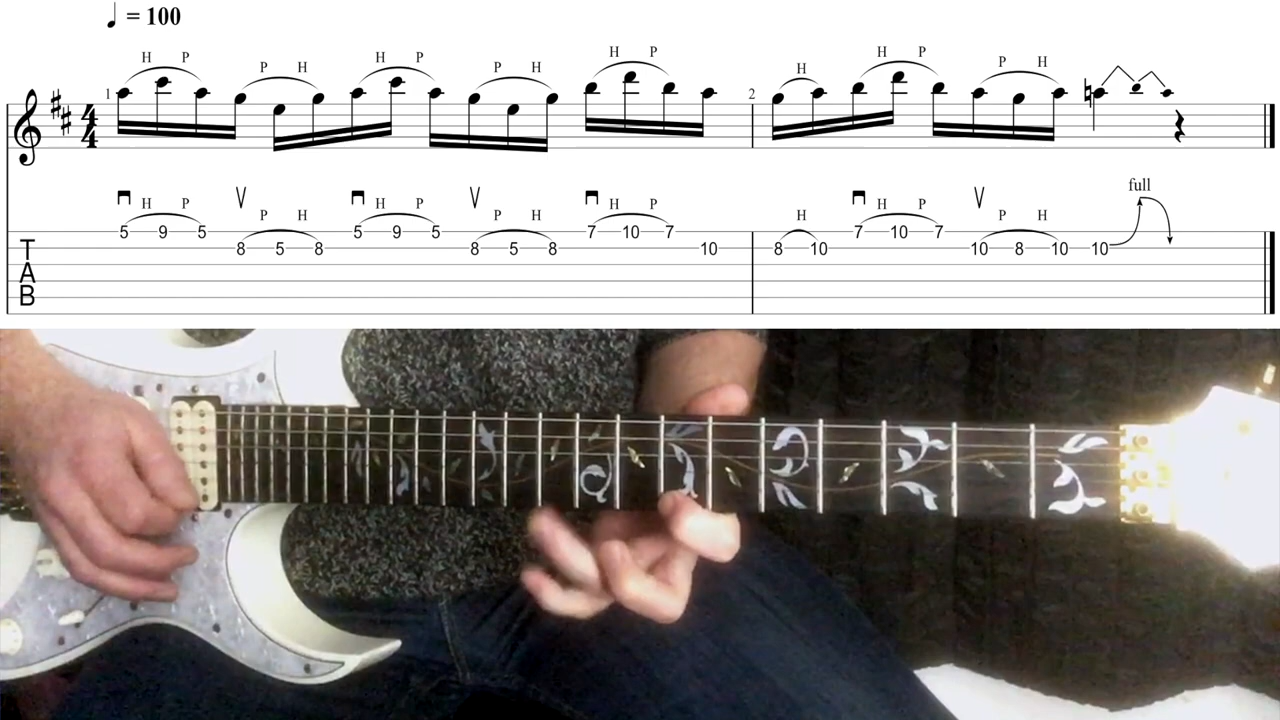 ♩ = 100
H P P H H P P H H P H H P P H
1 2
4
4
full
H P P H H P P H H P H H P P H
5 9 5 5 9 5 7 10 7 7 10 7
T 8 5 8 8 5 8 10 8 10 10 8 10 10
A
B